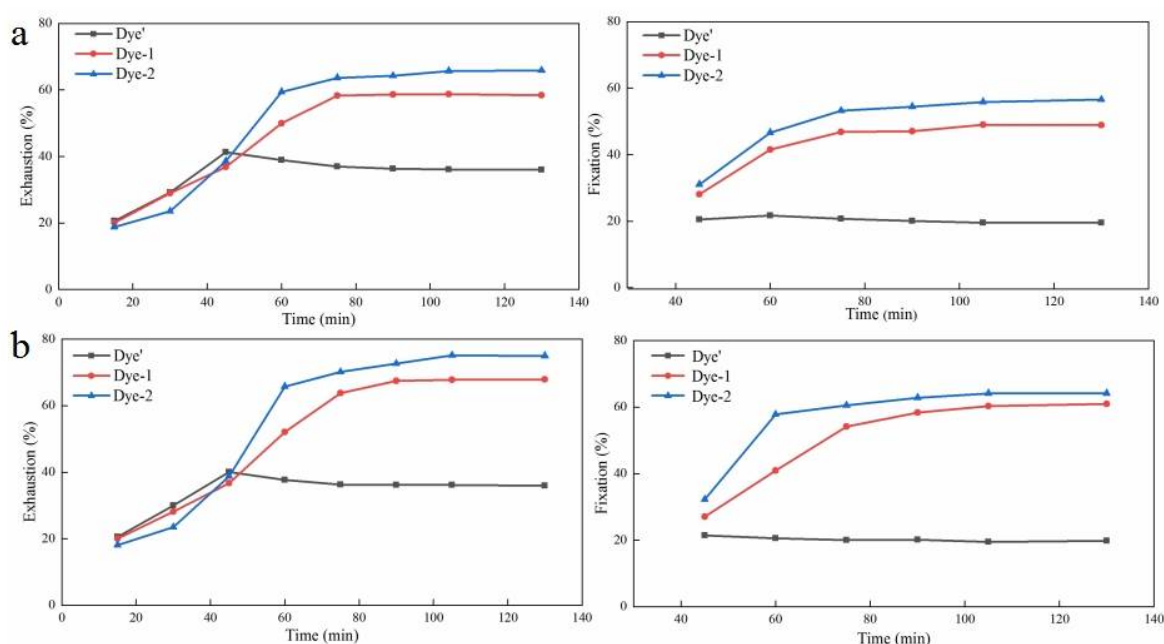 a
80
60
40
20
0
Exhaustion (%)
Dye'
Dye-1
Dye-2
0 20 40 60 80 100 120 140
Time (min)
80
60
40
20
0
Fixation (%)
Dye'
Dye-1
Dye-2
40 60 80 100 120 140
Time (min)
b
80
60
40
20
0
Exhaustion (%)
Dye'
Dye-1
Dye-2
0 20 40 60 80 100 120 140
Time (min)
80
60
40
20
0
Fixation (%)
Dye'
Dye-1
Dye-2
40 60 80 100 120 140
Time (min)